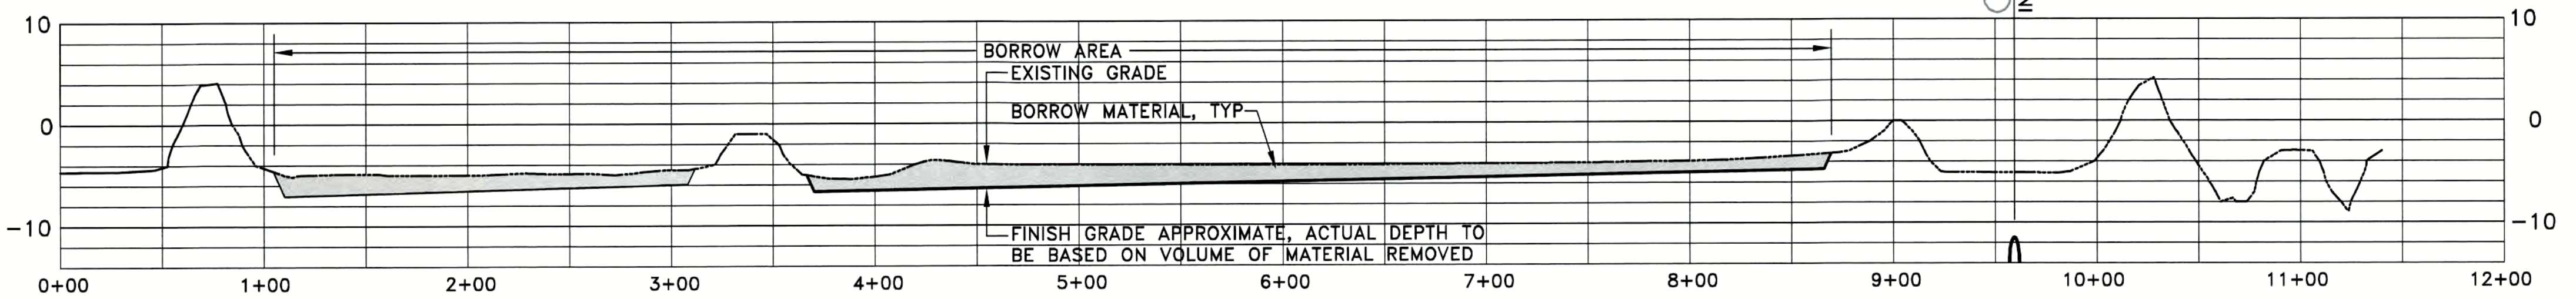 10
10
BORROW AREA
EXISTING GRADE
BORROW MATERIAL, TYP
0
0
-10
-10
FINISH GRADE APPROXIMATE, ACTUAL DEPTH TO
BE BASED ON VOLUME OF MATERIAL REMOVED
0+00 1+00 2+00 3+00 4+00 5+00 6+00 7+00 8+00 9+00 10+00 11+00 12+00